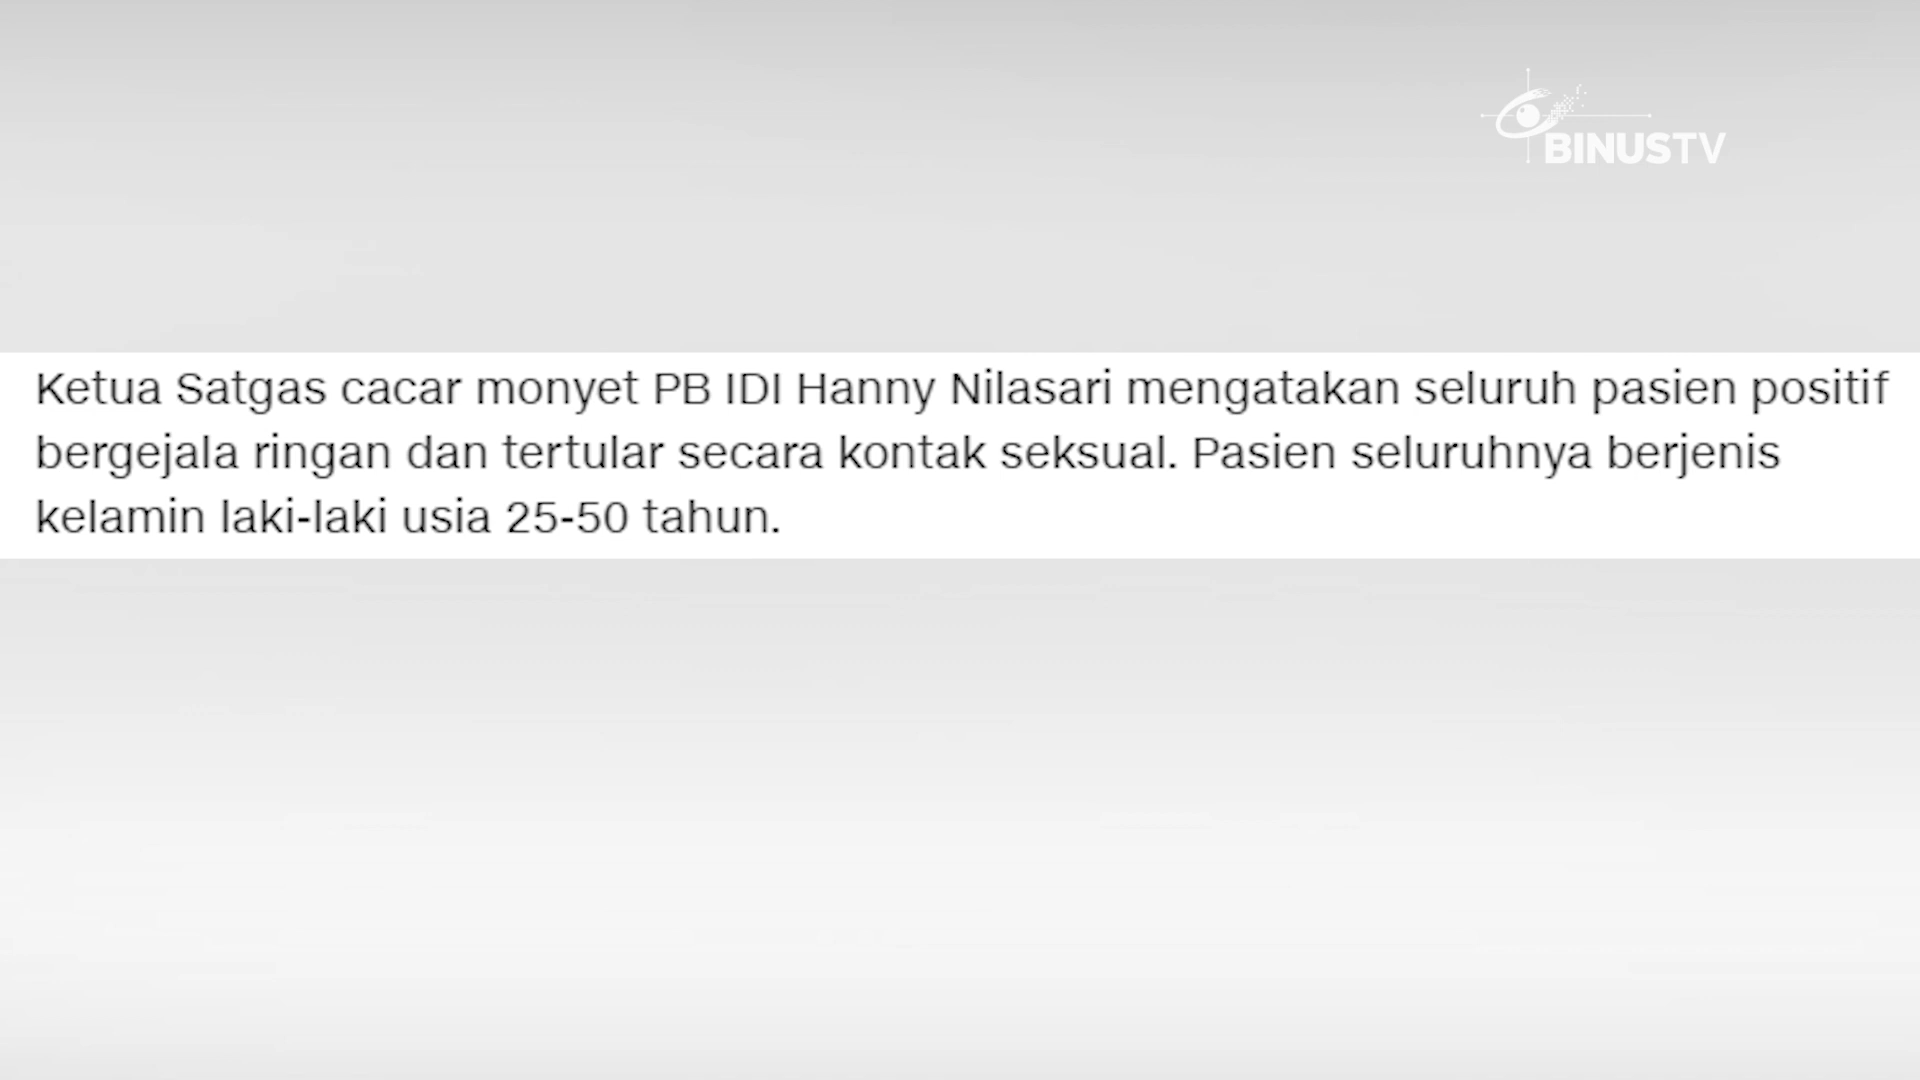 BINUSTV
Ketua Satgas cacar monyet PB IDI Hanny Nilasari mengatakan seluruh pasien positif
bergejala ringan dan tertular secara kontak seksual. Pasien seluruhnya berjenis
kelamin laki-laki usia 25-50 tahun.